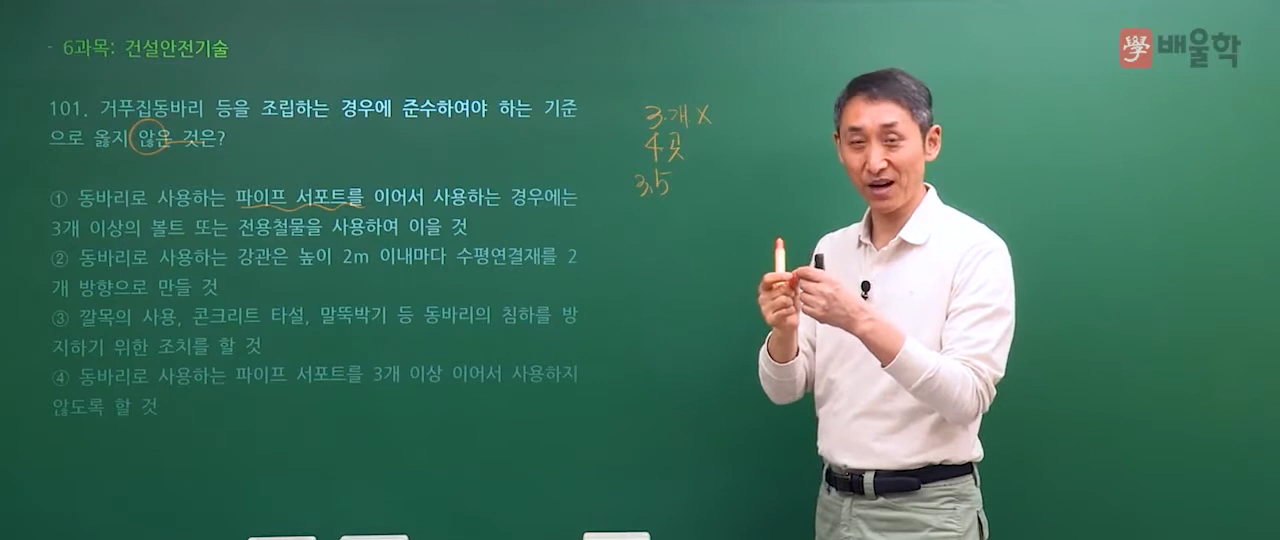 - 6과목: 건설안전기술
學 배울학
101. 거푸집동바리 등을 조립하는 경우에 준수하여야 하는 기준
으로 옳지 않은 것은?
① 동바리로 사용하는 파이프 서포트를 이어서 사용하는 경우에는
3개 이상의 볼트 또는 전용철물을 사용하여 이을 것
② 동바리로 사용하는 강관은 높이 2m 이내마다 수평연결재를 2
개 방향으로 만들 것
③ 깔목의 사용, 콘크리트 타설, 말뚝박기 등 동바리의 침하를 방
지하기 위한 조치를 할 것
④ 동바리로 사용하는 파이프 서포트를 3개 이상 이어서 사용하지
않도록 할 것
3.개 X
4곳
3.5